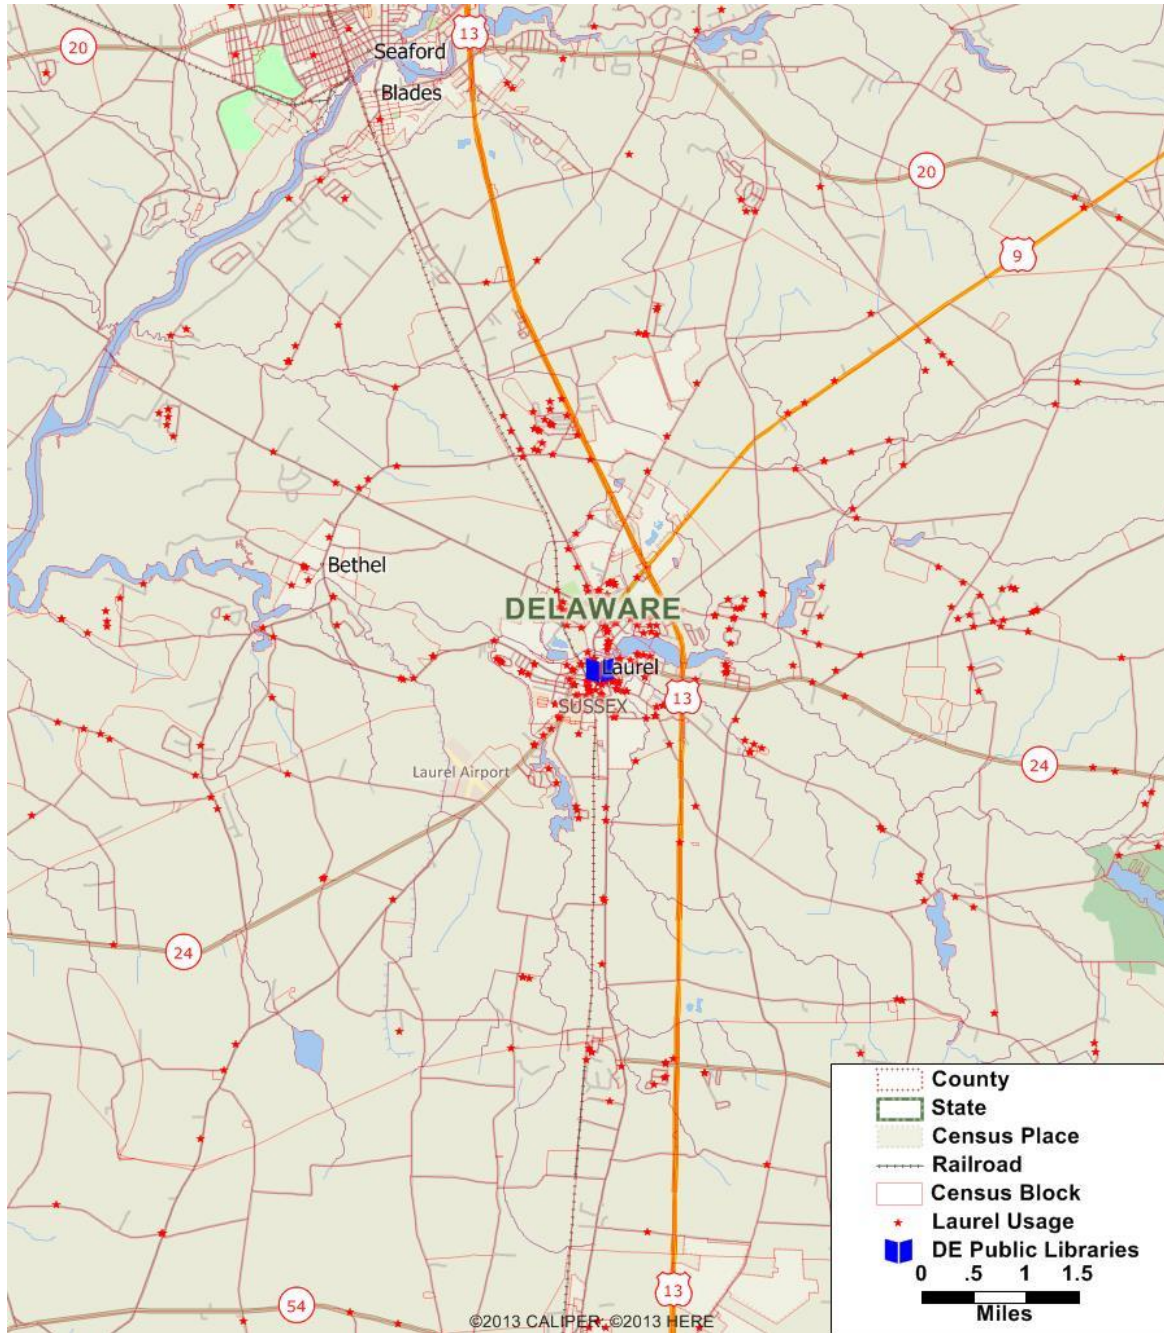 13
20
Seaford
Blades
20
9
Bethel
DELAWARE
Laurel
SUSSEX
13
Laurel Airport
24
24
13
54
County
State
Census Place
Railroad
Census Block
Laurel Usage
DE Public Libraries
0 .5 1 1.5
Miles
©2013 CALIPER; ©2013 HERE